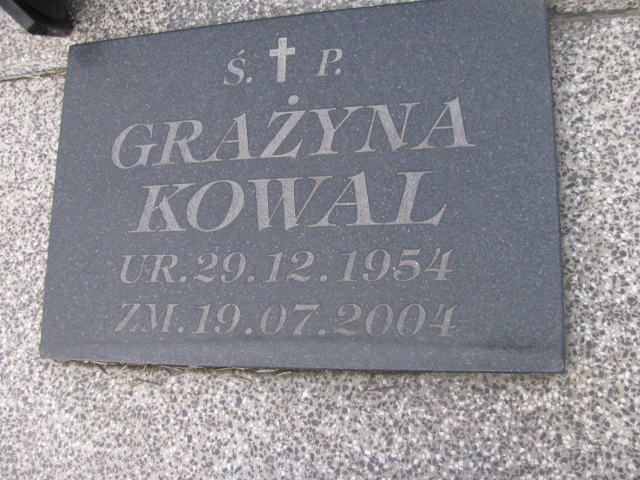 Ś. P.
GRAŻYNA
KOWAL
UR.29.12.1954
ZM.19.07.2004